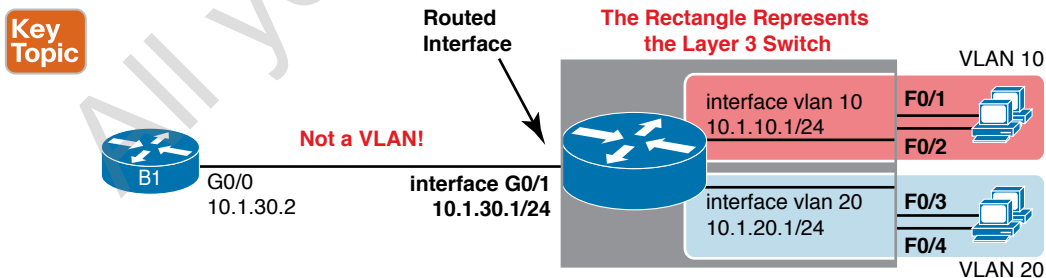 Key
Topic
All y
Routed
Interface
The Rectangle Represents
the Layer 3 Switch
VLAN 10
interface vlan 10
10.1.10.1/24
F0/1
F0/2
Not a VLAN!
B1
G0/0
10.1.30.2
interface G0/1
10.1.30.1/24
interface vlan 20
10.1.20.1/24
F0/3
F0/4
VLAN 20